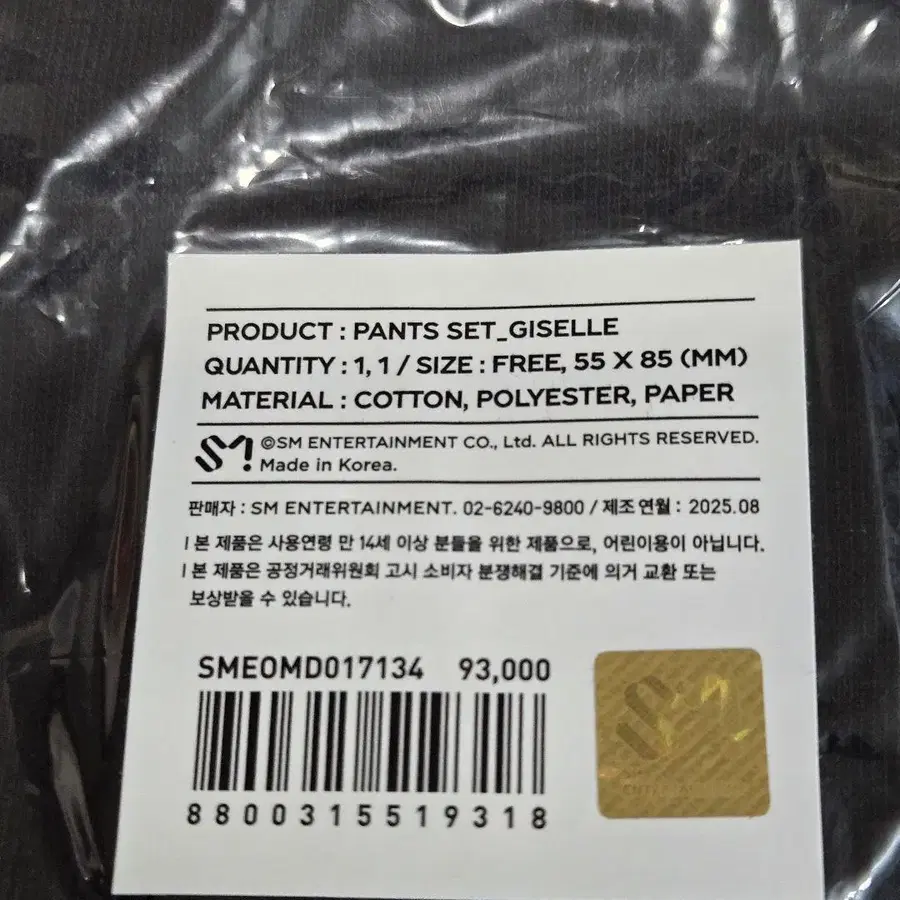 PRODUCT : PANTS SET_GISELLE
QUANTITY : 1, 1 / SIZE : FREE, 55 X 85 (MM)
MATERIAL : COTTON, POLYESTER, PAPER
SM ©SM ENTERTAINMENT CO., Ltd. ALL RIGHTS RESERVED.
Made in Korea.
판매자 : SM ENTERTAINMENT. 02-6240-9800 / 제조연월 : 2025.08
l 본 제품은 사용연령 만 14세 이상 분들을 위한 제품으로, 어린이용이 아닙니다.
l 본 제품은 공정거래위원회 고시 소비자 분쟁해결 기준에 의거 교환 또는
보상받을 수 있습니다.
SMEOMD017134 93,000
8800315519318